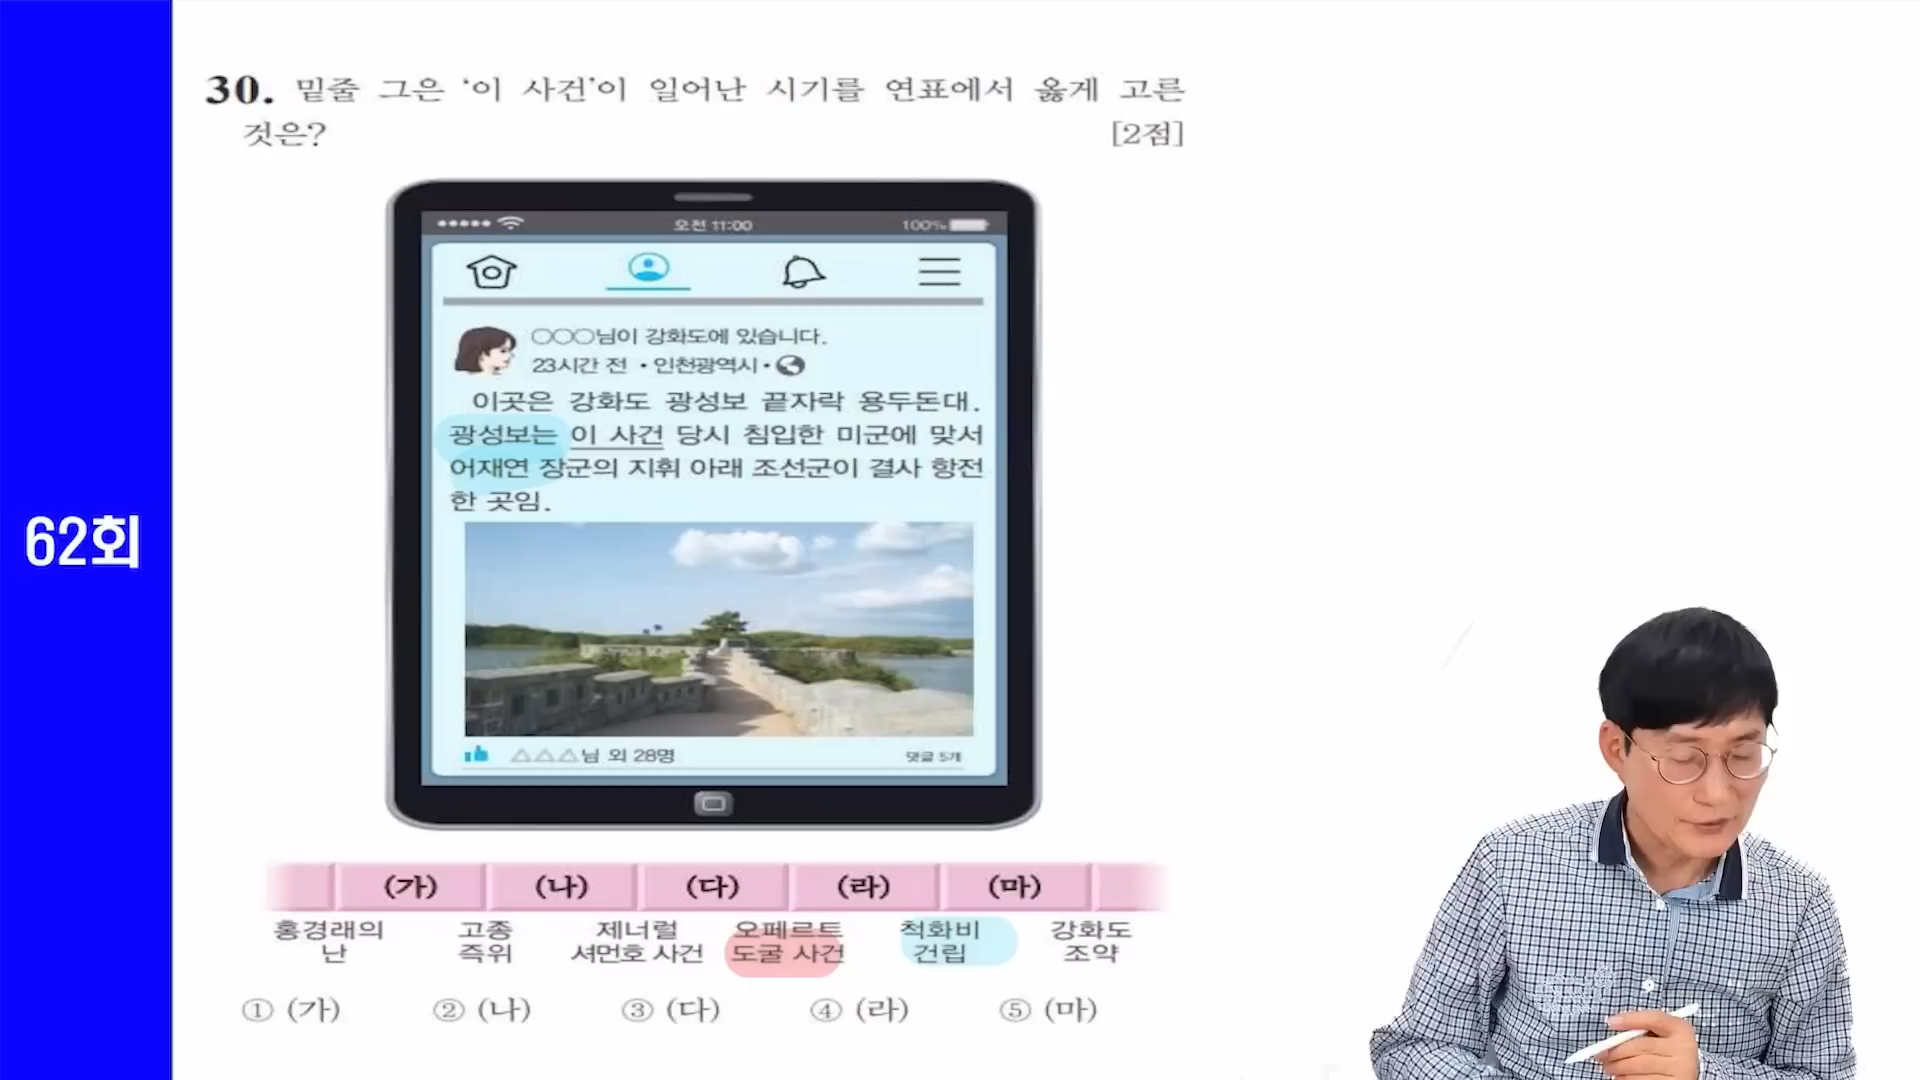 62회
30. 밑줄 그은 ‘이 사건’이 일어난 시기를 연표에서 옳게 고른
것은? [2점]
오전 11:00 100%
○○○님이 강화도에 있습니다.
23시간 전 • 인천광역시 •
이곳은 강화도 광성보 끝자락 용두돈대.
광성보는 이 사건 당시 침입한 미군에 맞서
어재연 장군의 지휘 아래 조선군이 결사 항전
한 곳임.
△△△님 외 28명 댓글 5개
(가) (나) (다) (라) (마)
홍경래의 고종 제너럴 오페르트 척화비 강화도
난 즉위 셔먼호 사건 도굴 사건 건립 조약
① (가) ② (나) ③ (다) ④ (라) ⑤ (마)